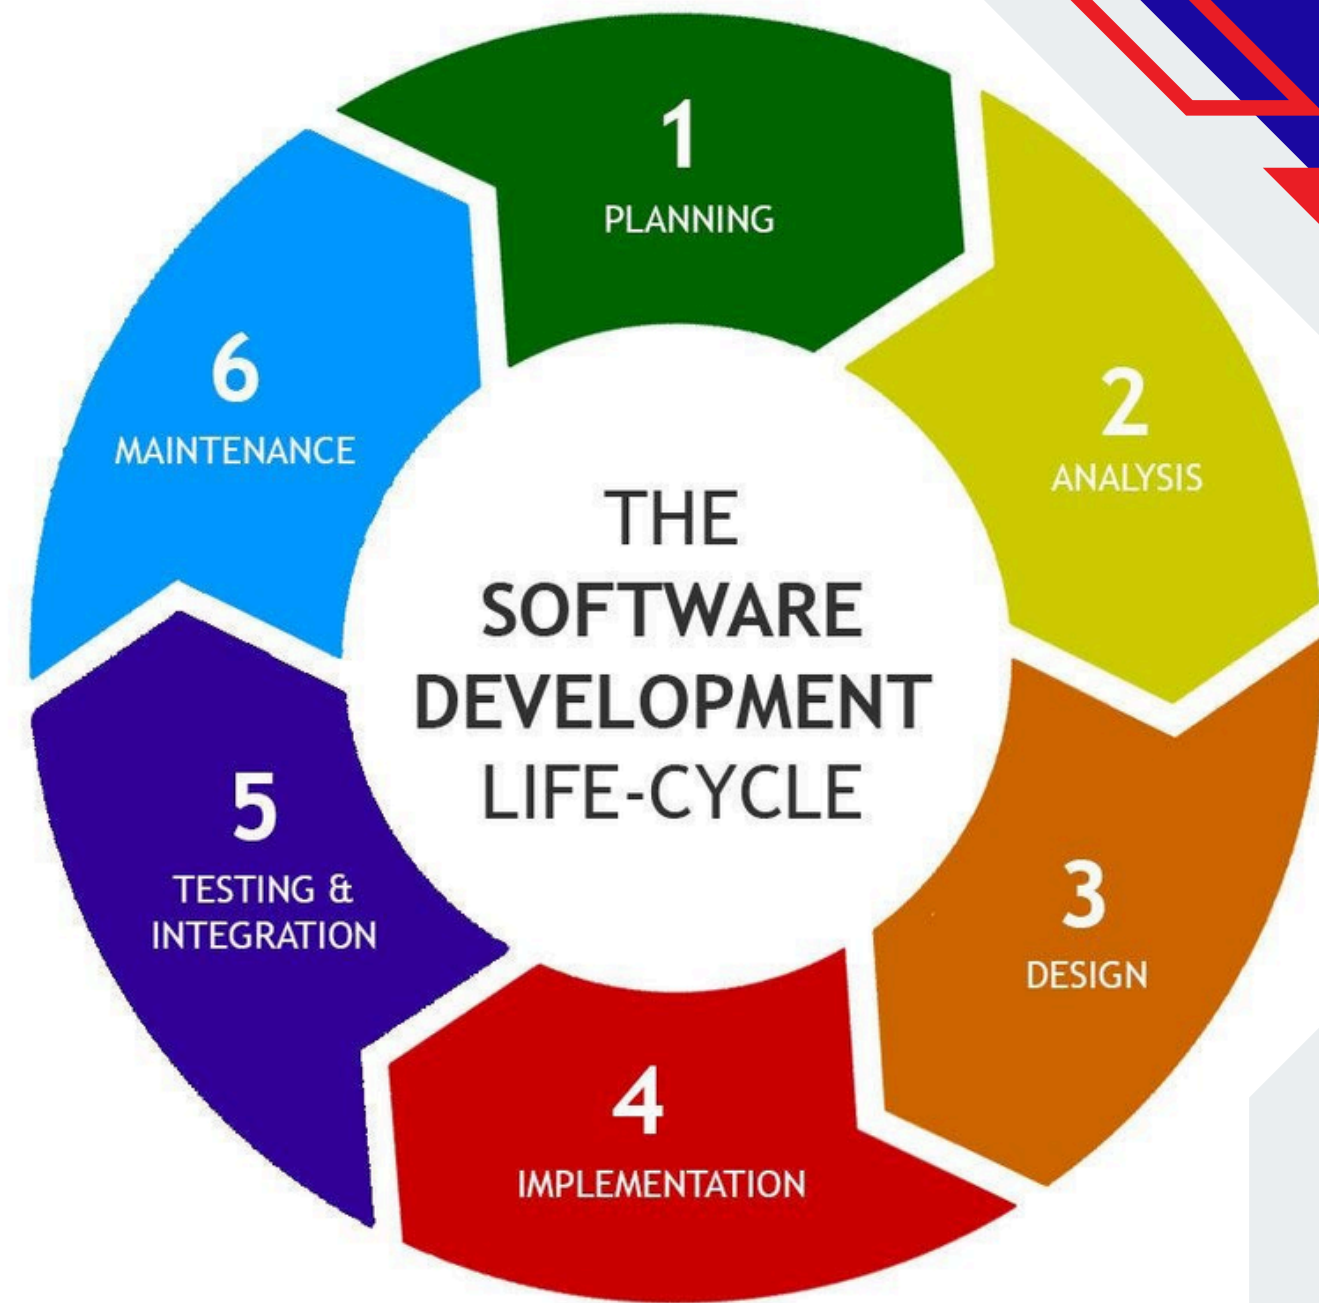 1
PLANNING
2
ANALYSIS
3
DESIGN
4
IMPLEMENTATION
5
TESTING &
INTEGRATION
6
MAINTENANCE
THE
SOFTWARE
DEVELOPMENT
LIFE-CYCLE